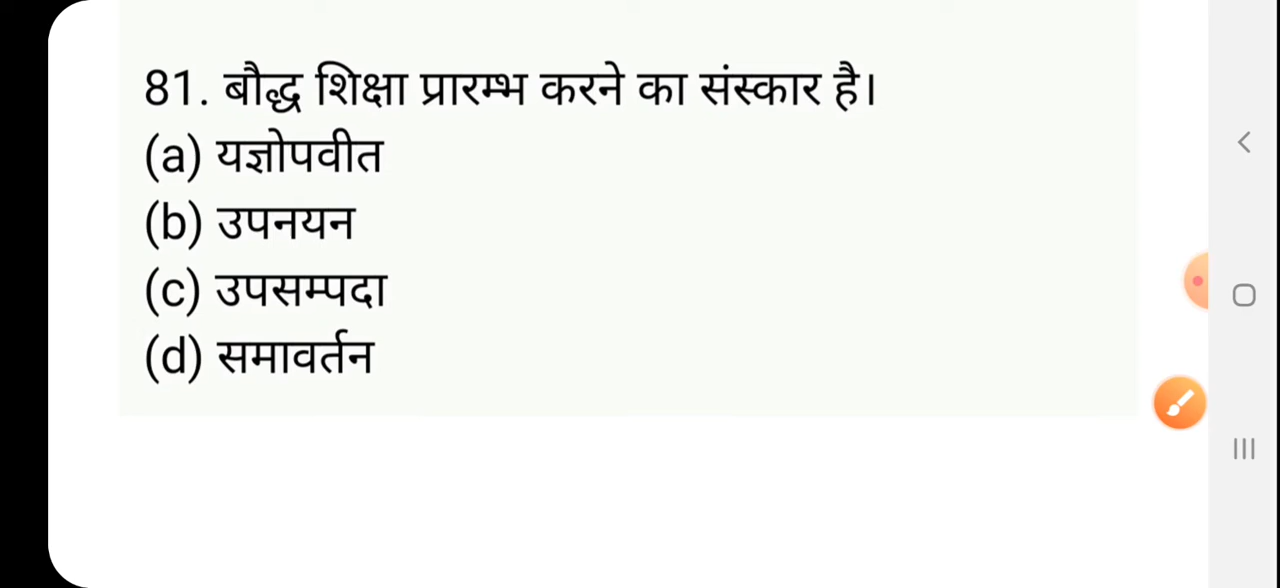 81. बौद्ध शिक्षा प्रारम्भ करने का संस्कार है।
(a) यज्ञोपवीत
(b) उपनयन
(c) उपसम्पदा
(d) समावर्तन